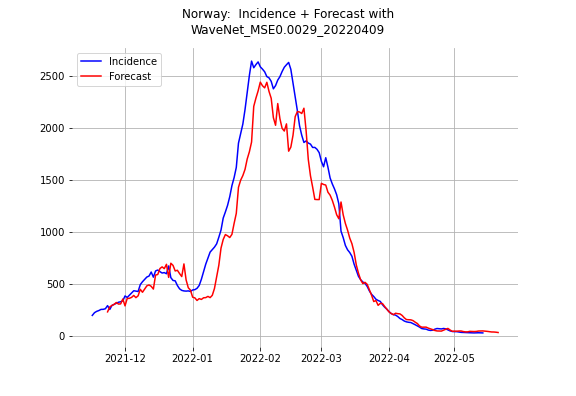 Norway:  Incidence + Forecast with
WaveNet_MSE0.0029_20220409
Incidence
Forecast
2500
2000
1500
1000
500
0
2021-12 2022-01 2022-02 2022-03 2022-04 2022-05